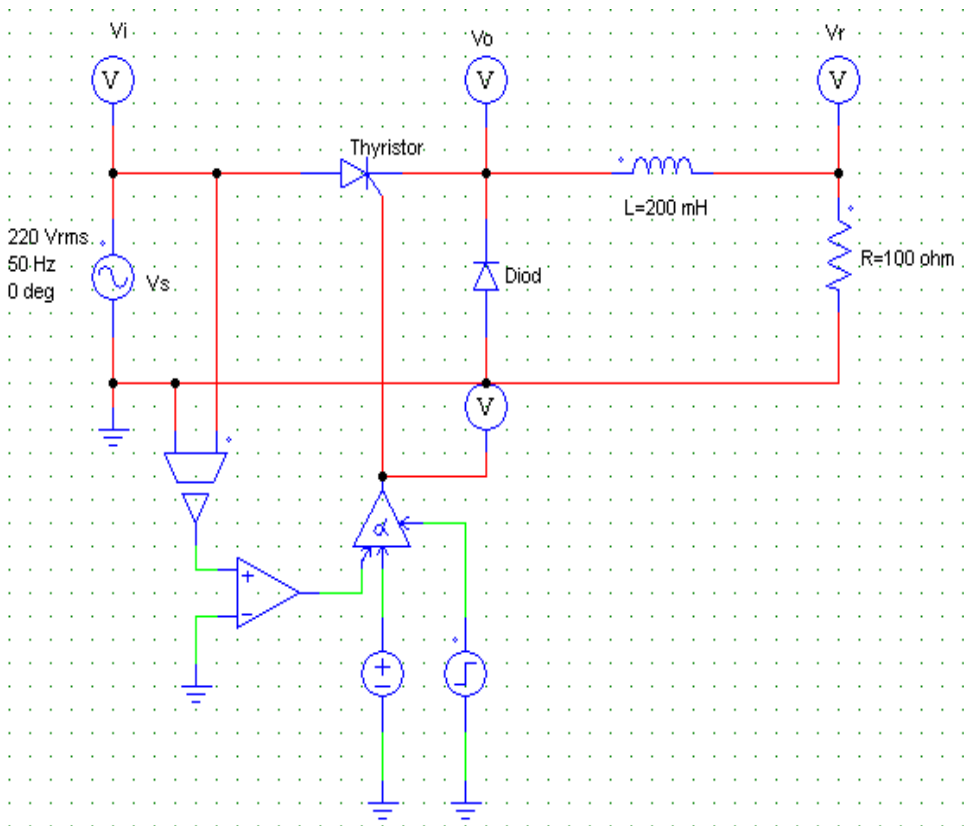 Vi
Vo
Vr
V
V
V
Thyristor
L=200 mH
220 Vrms
50 Hz
0 deg
Vs
Diod
R=100 ohm
V
α
+
-
+
-